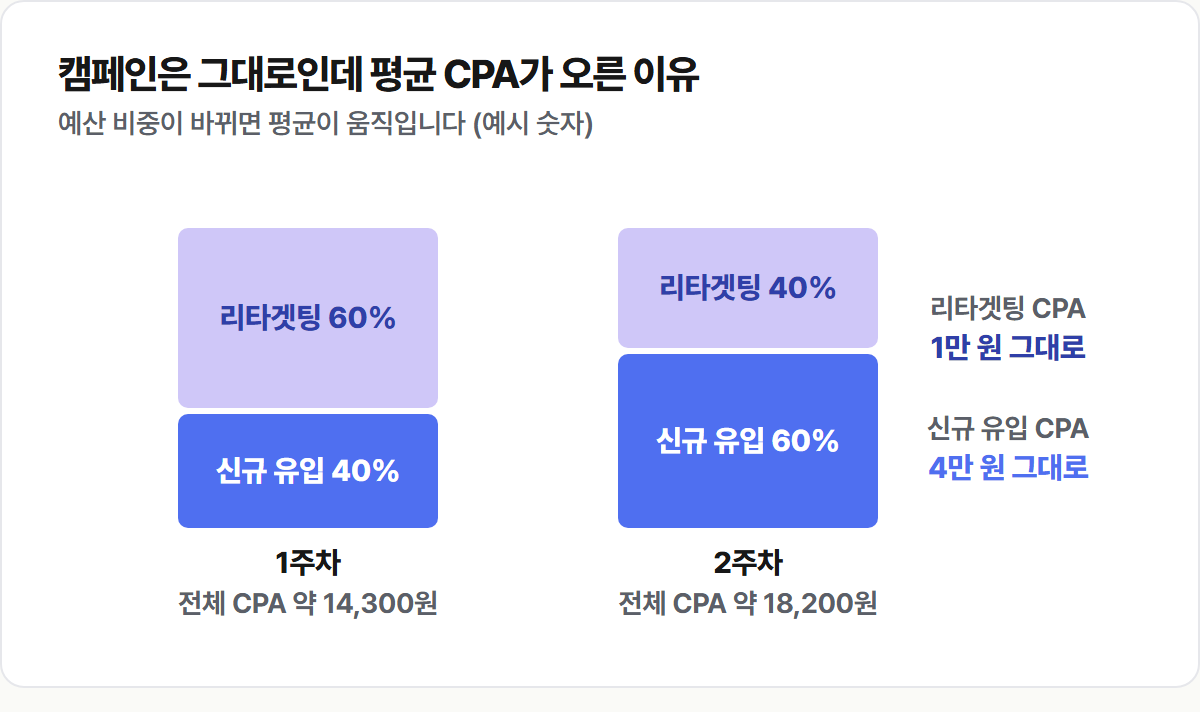 캠페인은 그대로인데 평균 CPA가 오른 이유
예산 비중이 바뀌면 평균이 움직입니다 (예시 숫자)
리타겟팅 60%
신규 유입 40%
1주차
전체 CPA 약 14,300원
리타겟팅 40%
신규 유입 60%
2주차
전체 CPA 약 18,200원
리타겟팅 CPA
1만 원 그대로
신규 유입 CPA
4만 원 그대로